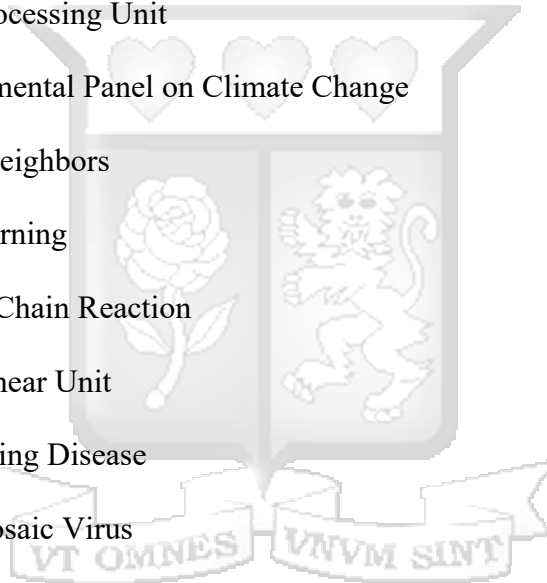 ocessing Unit
mental Panel on Climate Change
eighbors
rning
Chain Reaction
near Unit
ing Disease
osaic Virus
VT OMNES VNVM SINT